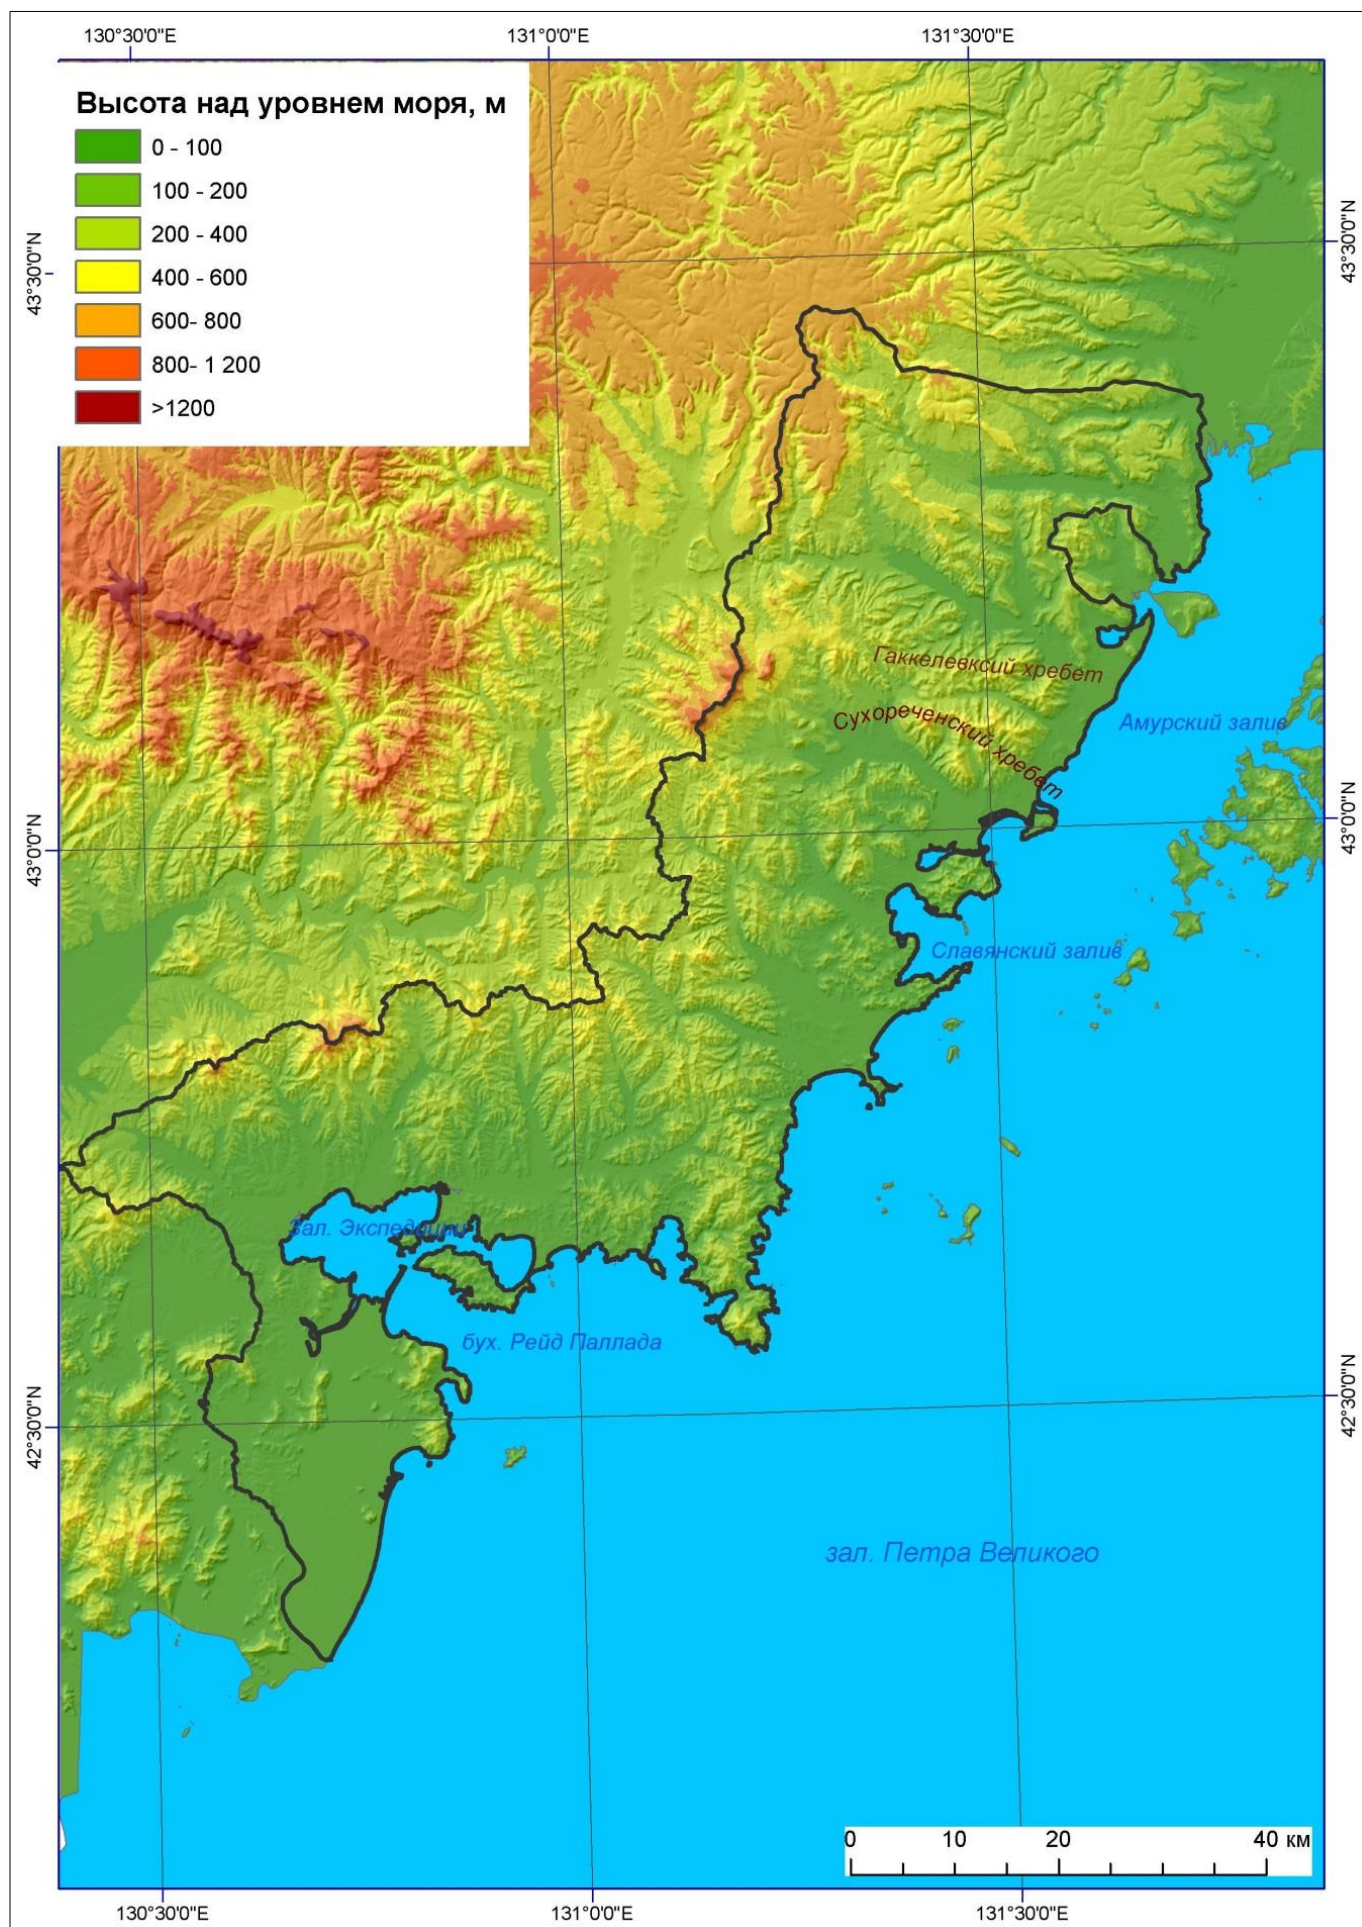 130°30'0"E
131°0'0"E
131°30'0"E
Высота над уровнем моря, м
0 - 100
100 - 200
200 - 400
400 - 600
600- 800
800- 1 200
>1200
43°30'0"N
43°30'0"N
Гаккелевксий хребет
Сухореченский хребет
Амурский залив
43°0'0"N
43°0'0"N
Славянский залив
Зал. Экспедиции
бух. Рейд Паллада
42°30'0"N
42°30'0"N
зал. Петра Великого
0 10 20 40 км
130°30'0"E
131°0'0"E
131°30'0"E